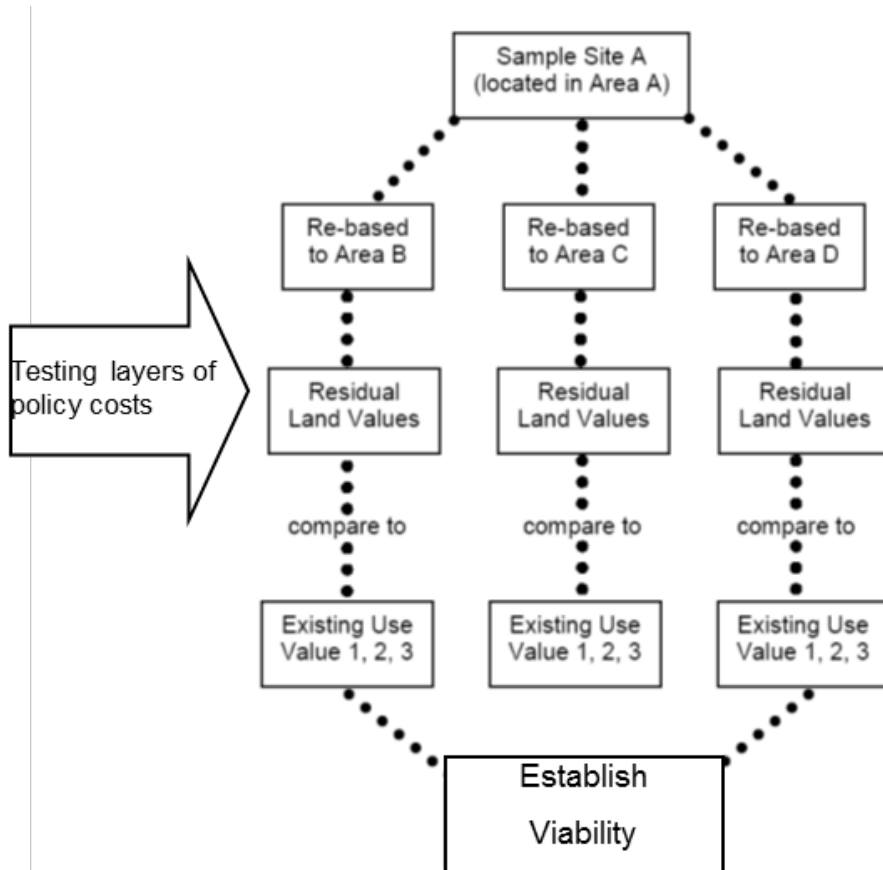 Sample Site A
(located in Area A)
Re-based
to Area B
Re-based
to Area C
Re-based
to Area D
Testing layers of
policy costs
Residual
Land Values
Residual
Land Values
Residual
Land Values
compare to
compare to
compare to
Existing Use
Value 1, 2, 3
Existing Use
Value 1, 2, 3
Existing Use
Value 1, 2, 3
Establish
Viability